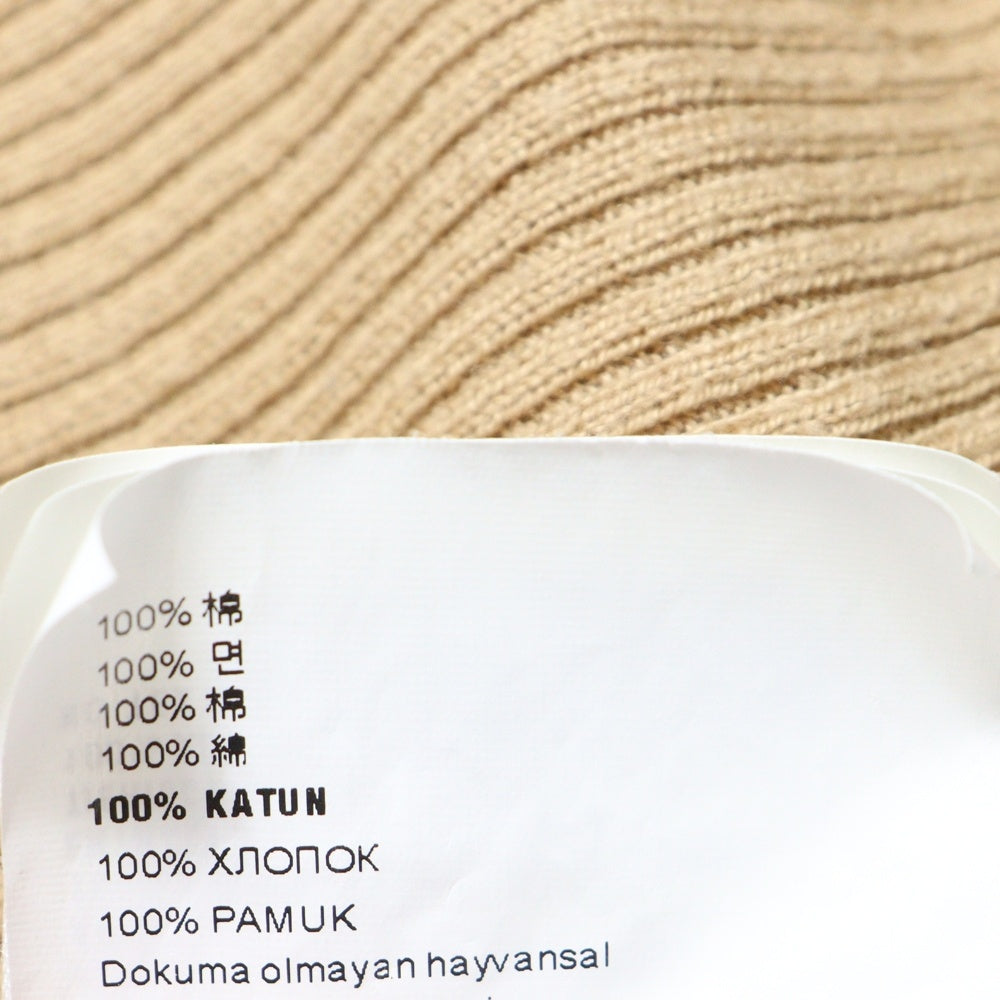 100% 棉
100% 면
100% 棉
100% 綿
100% KATUN
100% ХЛОПОК
100% PAMUK
Dokuma olmayan hayvansal